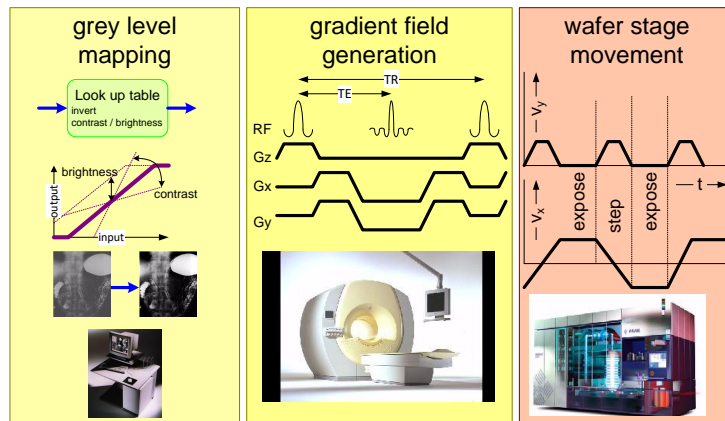 grey level
mapping
Look up table
invert
contrast / brightness
brightness
contrast
output
input
gradient field
generation
TR
TE
RF
Gz
Gx
Gy
wafer stage
movement
Vy
Vx
expose
step
expose
t